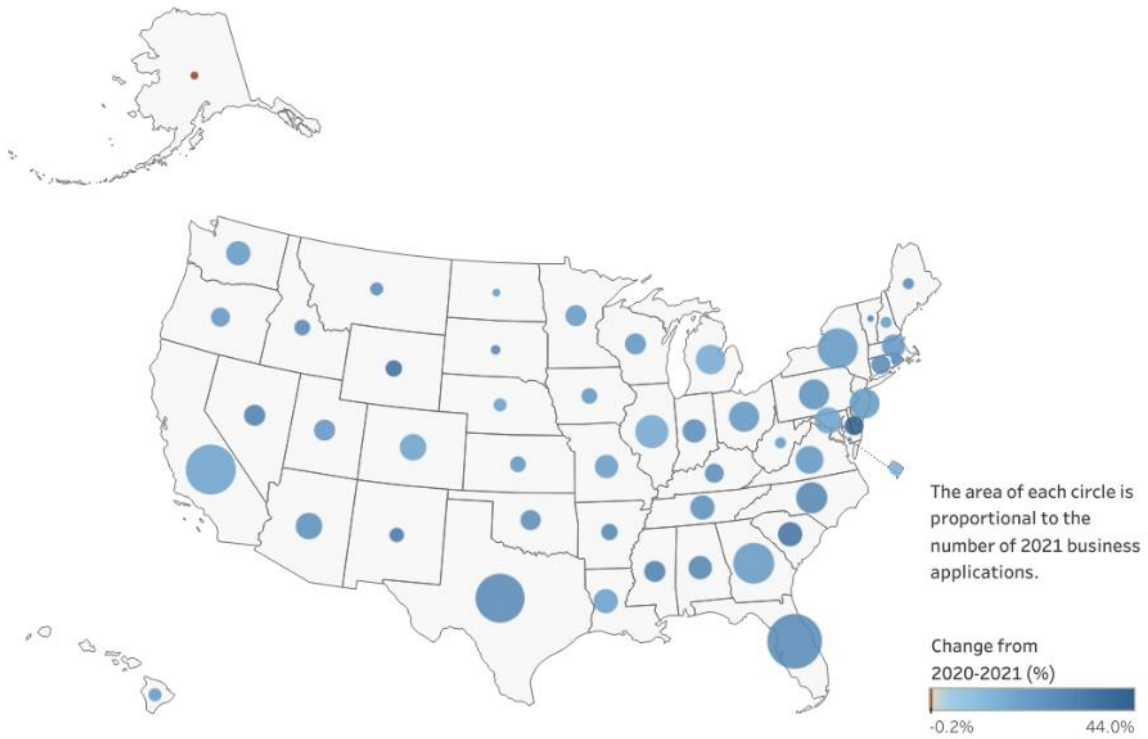 The area of each circle is
proportional to the
number of 2021 business
applications.
Change from
2020-2021 (%)
-0.2% 44.0%